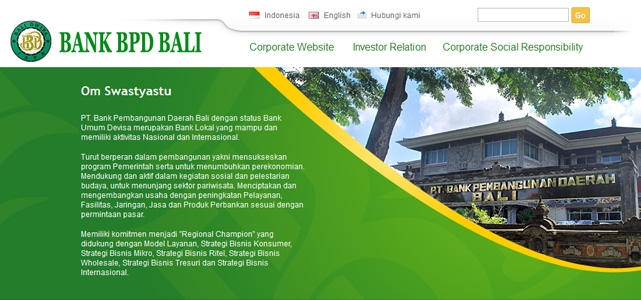 Indonesia English Hubungi kami Go
BANK BPD BALI
Corporate Website Investor Relation Corporate Social Responsibility
Om Swastyastu
PT. Bank Pembangunan Daerah Bali dengan status Bank
Umum Devisa merupakan Bank Lokal yang mampu dan
memiliki aktivitas Nasional dan Internasional.
Turut berperan dalam pembangunan yakni mensukseskan
program Pemerintah serta untuk menumbuhkan perekonomian.
Mendukung dan aktif dalam kegiatan sosial dan pelestarian
budaya, untuk menunjang sektor pariwisata. Menciptakan dan
mengembangkan usaha dengan peningkatan Pelayanan,
Fasilitas, Jaringan, Jasa dan Produk Perbankan sesuai dengan
permintaan pasar.
Memiliki komitmen menjadi "Regional Champion" yang
didukung dengan Model Layanan, Strategi Bisnis Konsumer,
Strategi Bisnis Mikro, Strategi Bisnis Ritel, Strategi Bisnis
Wholesale, Strategi Bisnis Tresuri dan Strategi Bisnis
Internasional.
PT. BANK PEMBANGUNAN DAERAH
BALI